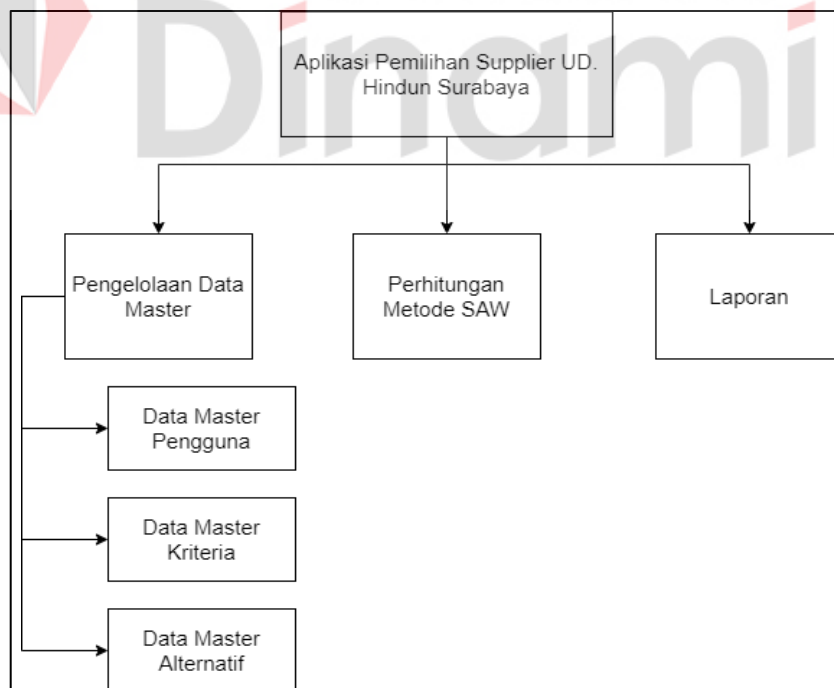 Dinami
Aplikasi Pemilihan Supplier UD.
Hindun Surabaya
Pengelolaan Data
Master
Perhitungan
Metode SAW
Laporan
Data Master
Pengguna
Data Master
Kriteria
Data Master
Alternatif